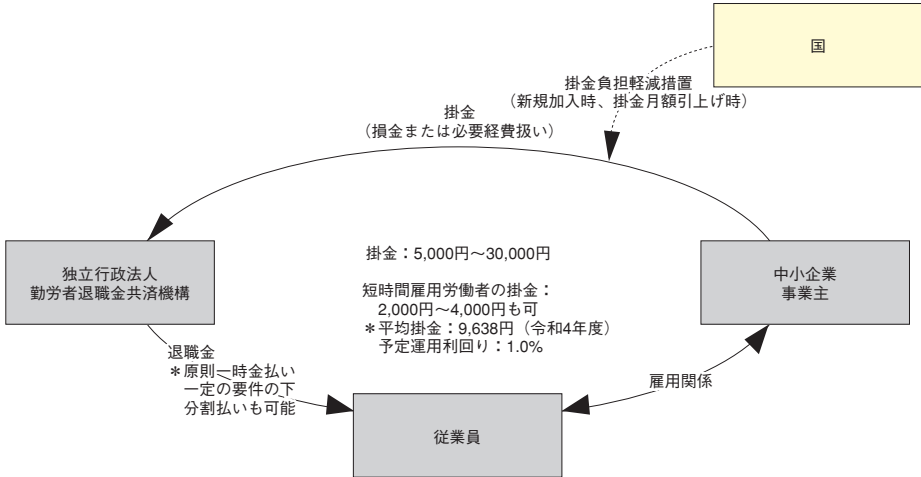 国
掛金負担軽減措置
（新規加入時、掛金月額引上げ時）
掛金
（損金または必要経費扱い）
独立行政法人
勤労者退職金共済機構
掛金：5,000円～30,000円
短時間雇用労働者の掛金：
2,000円～4,000円も可
＊平均掛金：9,638円（令和4年度）
予定運用利回り：1.0%
中小企業
事業主
退職金
＊原則一時金払い
一定の要件の下
分割払いも可能
雇用関係
従業員